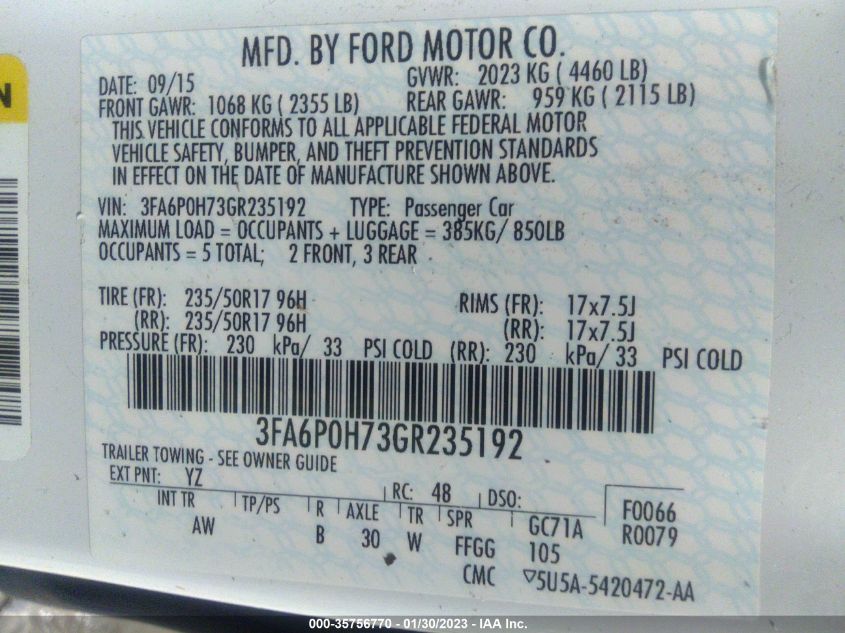 N
MFD. BY FORD MOTOR CO.
DATE: 09/15 GVWR: 2023 KG ( 4460 LB)
FRONT GAWR: 1068 KG ( 2355 LB) REAR GAWR: 959 KG ( 2115 LB)
THIS VEHICLE CONFORMS TO ALL APPLICABLE FEDERAL MOTOR
VEHICLE SAFETY, BUMPER, AND THEFT PREVENTION STANDARDS
IN EFFECT ON THE DATE OF MANUFACTURE SHOWN ABOVE.
VIN: 3FA6P0H73GR235192 TYPE: Passenger Car
MAXIMUM LOAD = OCCUPANTS + LUGGAGE = 385KG/ 850LB
OCCUPANTS = 5 TOTAL; 2 FRONT, 3 REAR
TIRE (FR): 235/50R17 96H RIMS (FR): 17x7.5J
(RR): 235/50R17 96H (RR): 17x7.5J
PRESSURE (FR): 230 kPa/ 33 PSI COLD (RR): 230 kPa/ 33 PSI COLD
3FA6P0H73GR235192
TRAILER TOWING - SEE OWNER GUIDE
EXT PNT: YZ RC: 48 DSO: F0066
INT TR TP/PS R AXLE TR SPR GC71A R0079
AW B 30 W FFGG 105
CMC ▽5U5A-5420472-AA
000-35756770 - 01/30/2023 - IAA Inc.